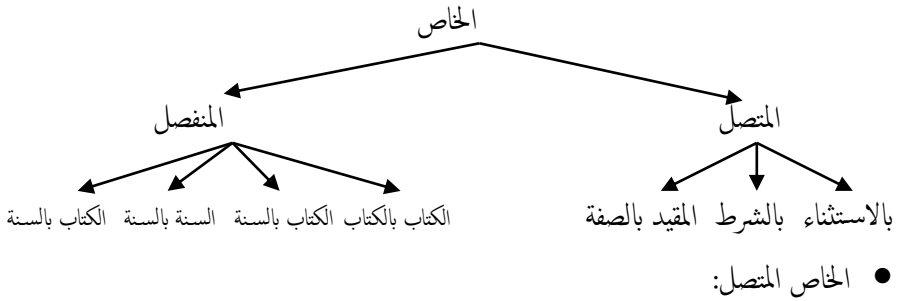 الخاص
المتصل المنفصل
بالاستثناء بالشرط المقيد بالصفة الكتاب بالكتاب الكتاب بالسنة السنة بالسنة الكتاب بالسنة
● الخاص المتصل: